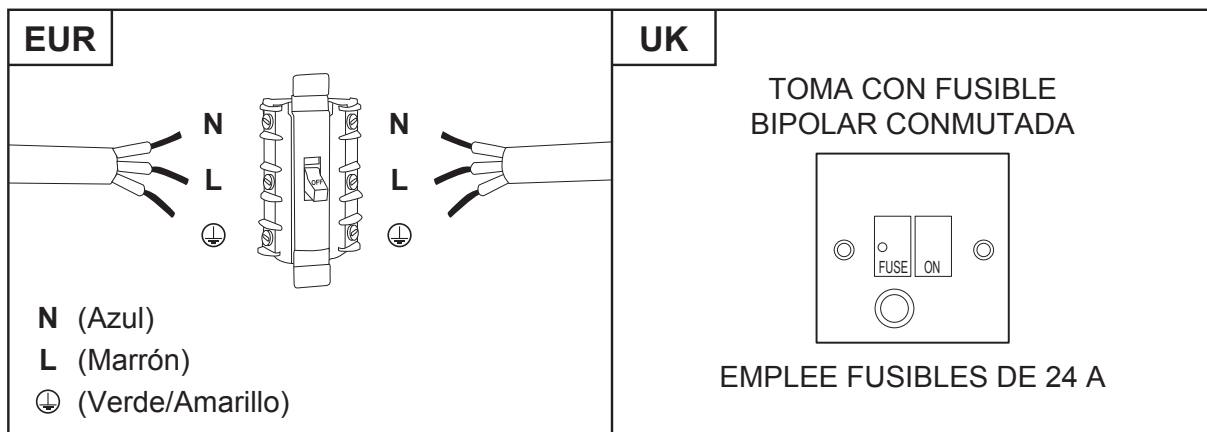 EUR
N
N
L
L
OFF
N (Azul)
L (Marrón)
(Verde/Amarillo)
UK
TOMA CON FUSIBLE
BIPOLAR CONMUTADA
FUSE ON
EMPLEE FUSIBLES DE 24 A